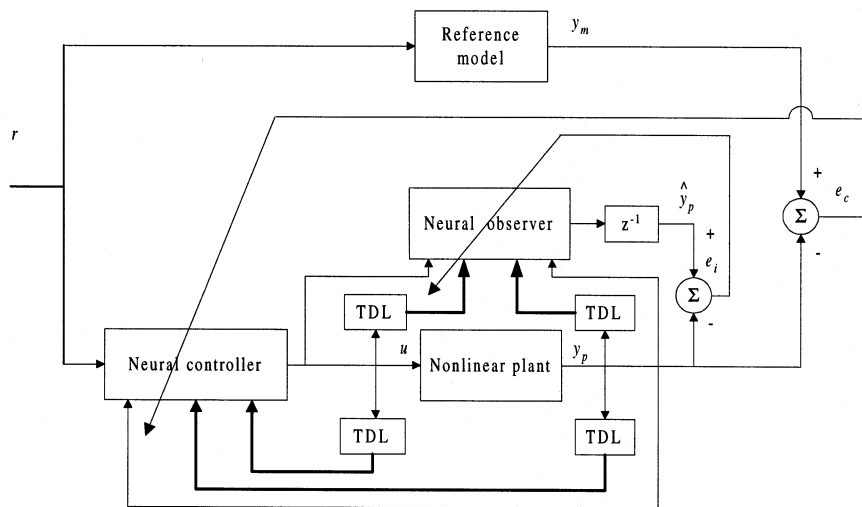 Reference
model
y_m
r
+
e_c
Σ
-
Neural observer
z⁻¹
ŷ_p
+
e_i
Σ
-
TDL
TDL
Neural controller
u
Nonlinear plant
y_p
TDL
TDL